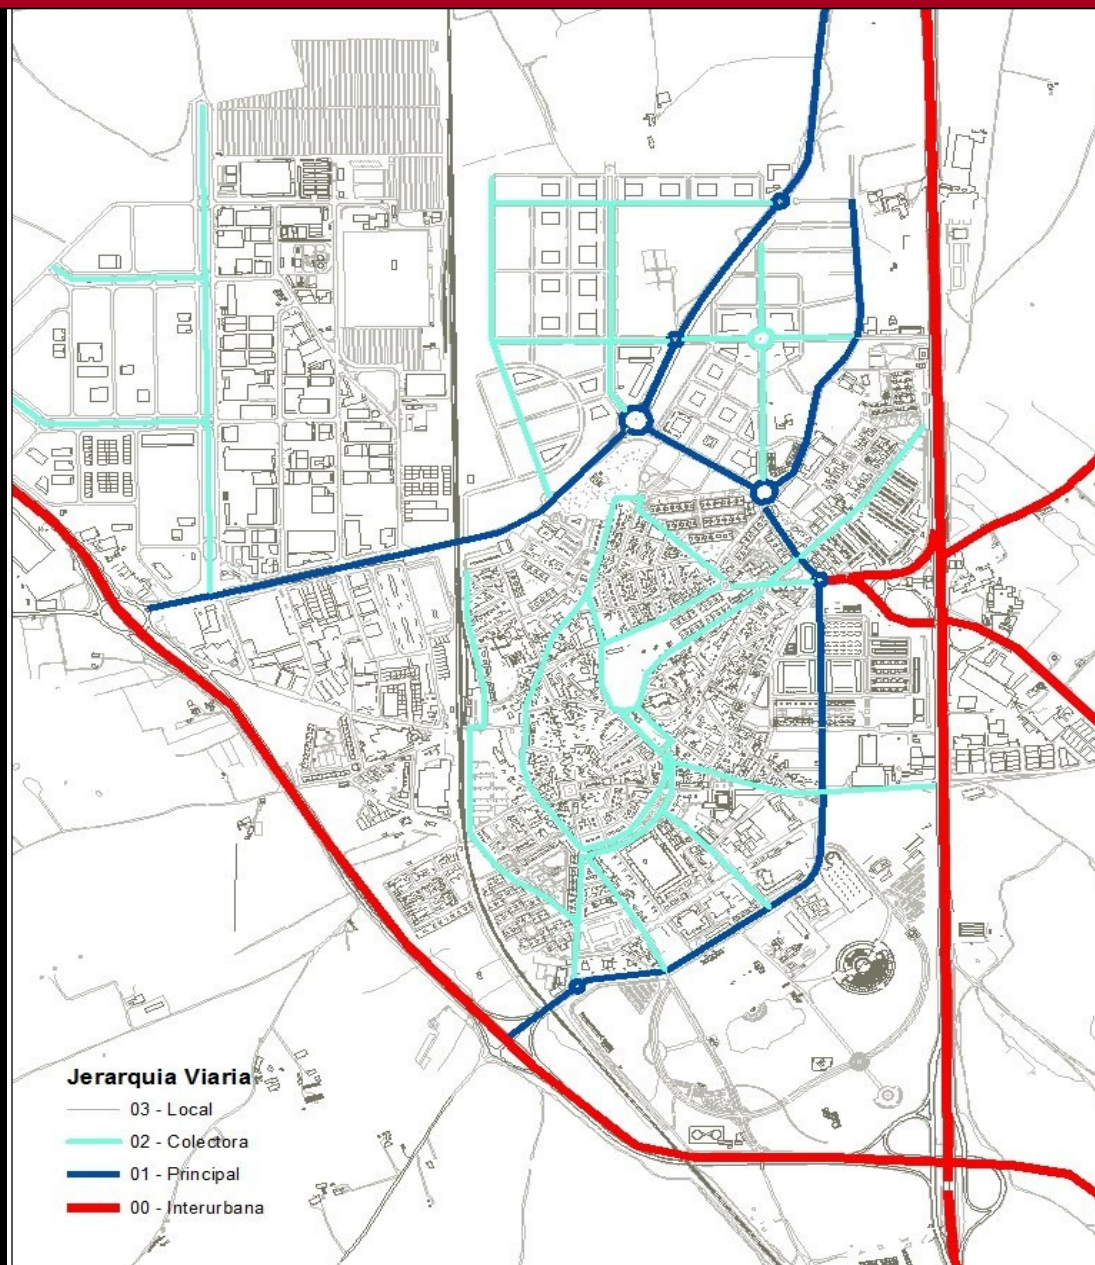 Jerarquia Viaria
03 - Local
02 - Colectora
01 - Principal
00 - Interurbana